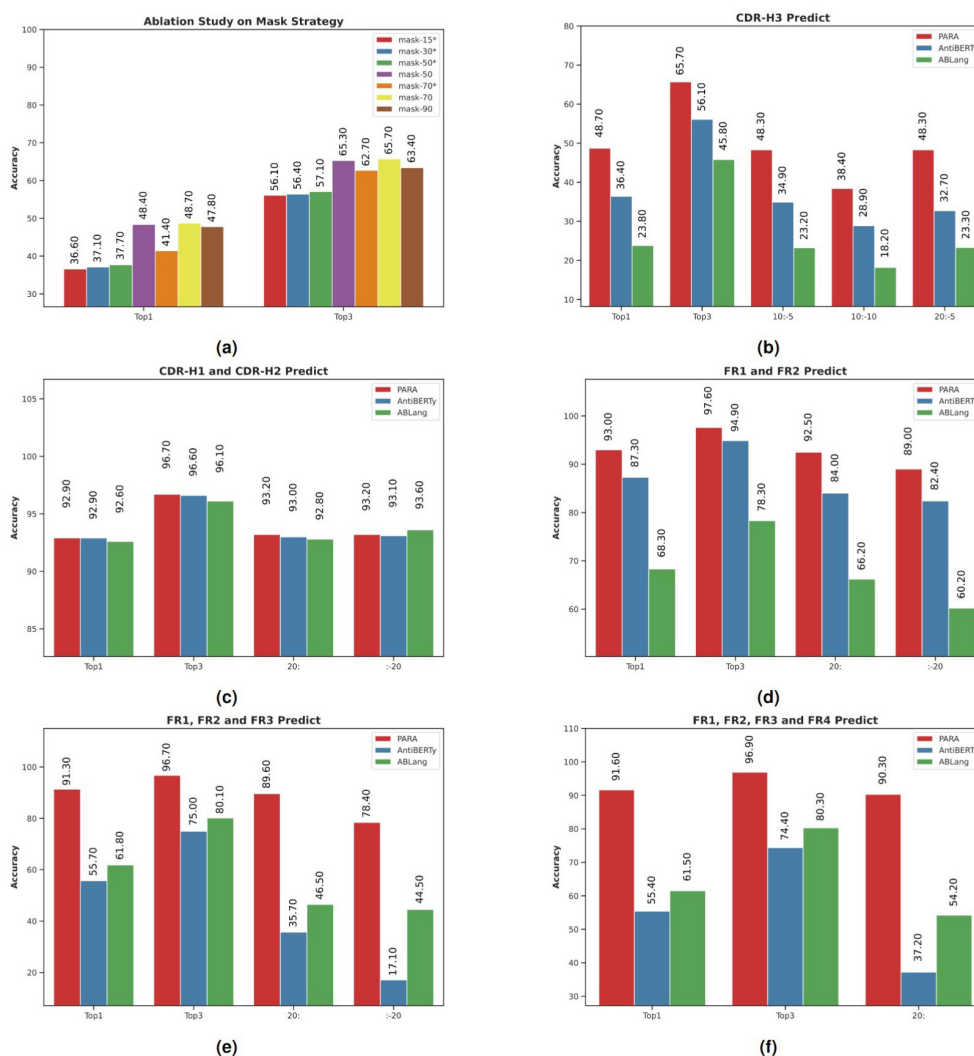 Ablation Study on Mask Strategy
Accuracy
100
90
80
70
60
50
40
30
mask-15*
mask-30*
mask-50*
mask-50
mask-70*
mask-70
mask-90
36.60
37.10
37.70
48.40
41.40
48.70
47.80
56.10
56.40
57.10
65.30
62.70
65.70
63.40
Top1 Top3
(a)
CDR-H3 Predict
Accuracy
80
70
60
50
40
30
20
10
PARA
AntiBERT
ABLang
48.70
36.40
23.80
65.70
56.10
45.80
48.30
34.90
23.20
38.40
28.90
18.20
48.30
32.70
23.30
Top1 Top3 10:-5 10:-10 20:-5
(b)
CDR-H1 and CDR-H2 Predict
Accuracy
105
100
95
90
85
PARA
AntiBERTy
ABLang
92.90
92.90
92.60
96.70
96.60
96.10
93.20
93.00
92.80
93.20
93.10
93.60
Top1 Top3 20: :-20
(c)
FR1 and FR2 Predict
Accuracy
100
90
80
70
60
PARA
AntiBERT
ABLang
93.00
87.30
68.30
97.60
94.90
78.30
92.50
84.00
66.20
89.00
82.40
60.20
Top1 Top3 20: :-20
(d)
FR1, FR2 and FR3 Predict
Accuracy
100
80
60
40
20
PARA
AntiBERTy
ABLang
91.30
55.70
61.80
96.70
75.00
80.10
89.60
35.70
46.50
78.40
17.10
44.50
Top1 Top3 20: :-20
(e)
FR1, FR2, FR3 and FR4 Predict
Accuracy
110
100
90
80
70
60
50
40
30
PARA
AntiBERT
ABLang
91.60
55.40
61.50
96.90
74.40
80.30
90.30
37.20
54.20
Top1 Top3 20:
(f)